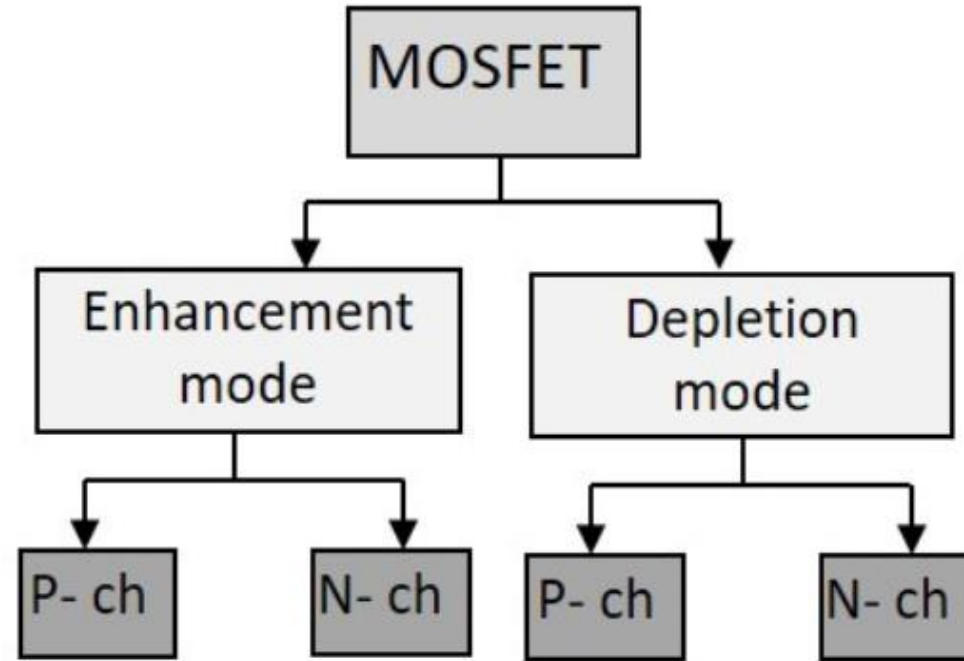 MOSFET
Enhancement
mode
Depletion
mode
P- ch
N- ch
P- ch
N- ch